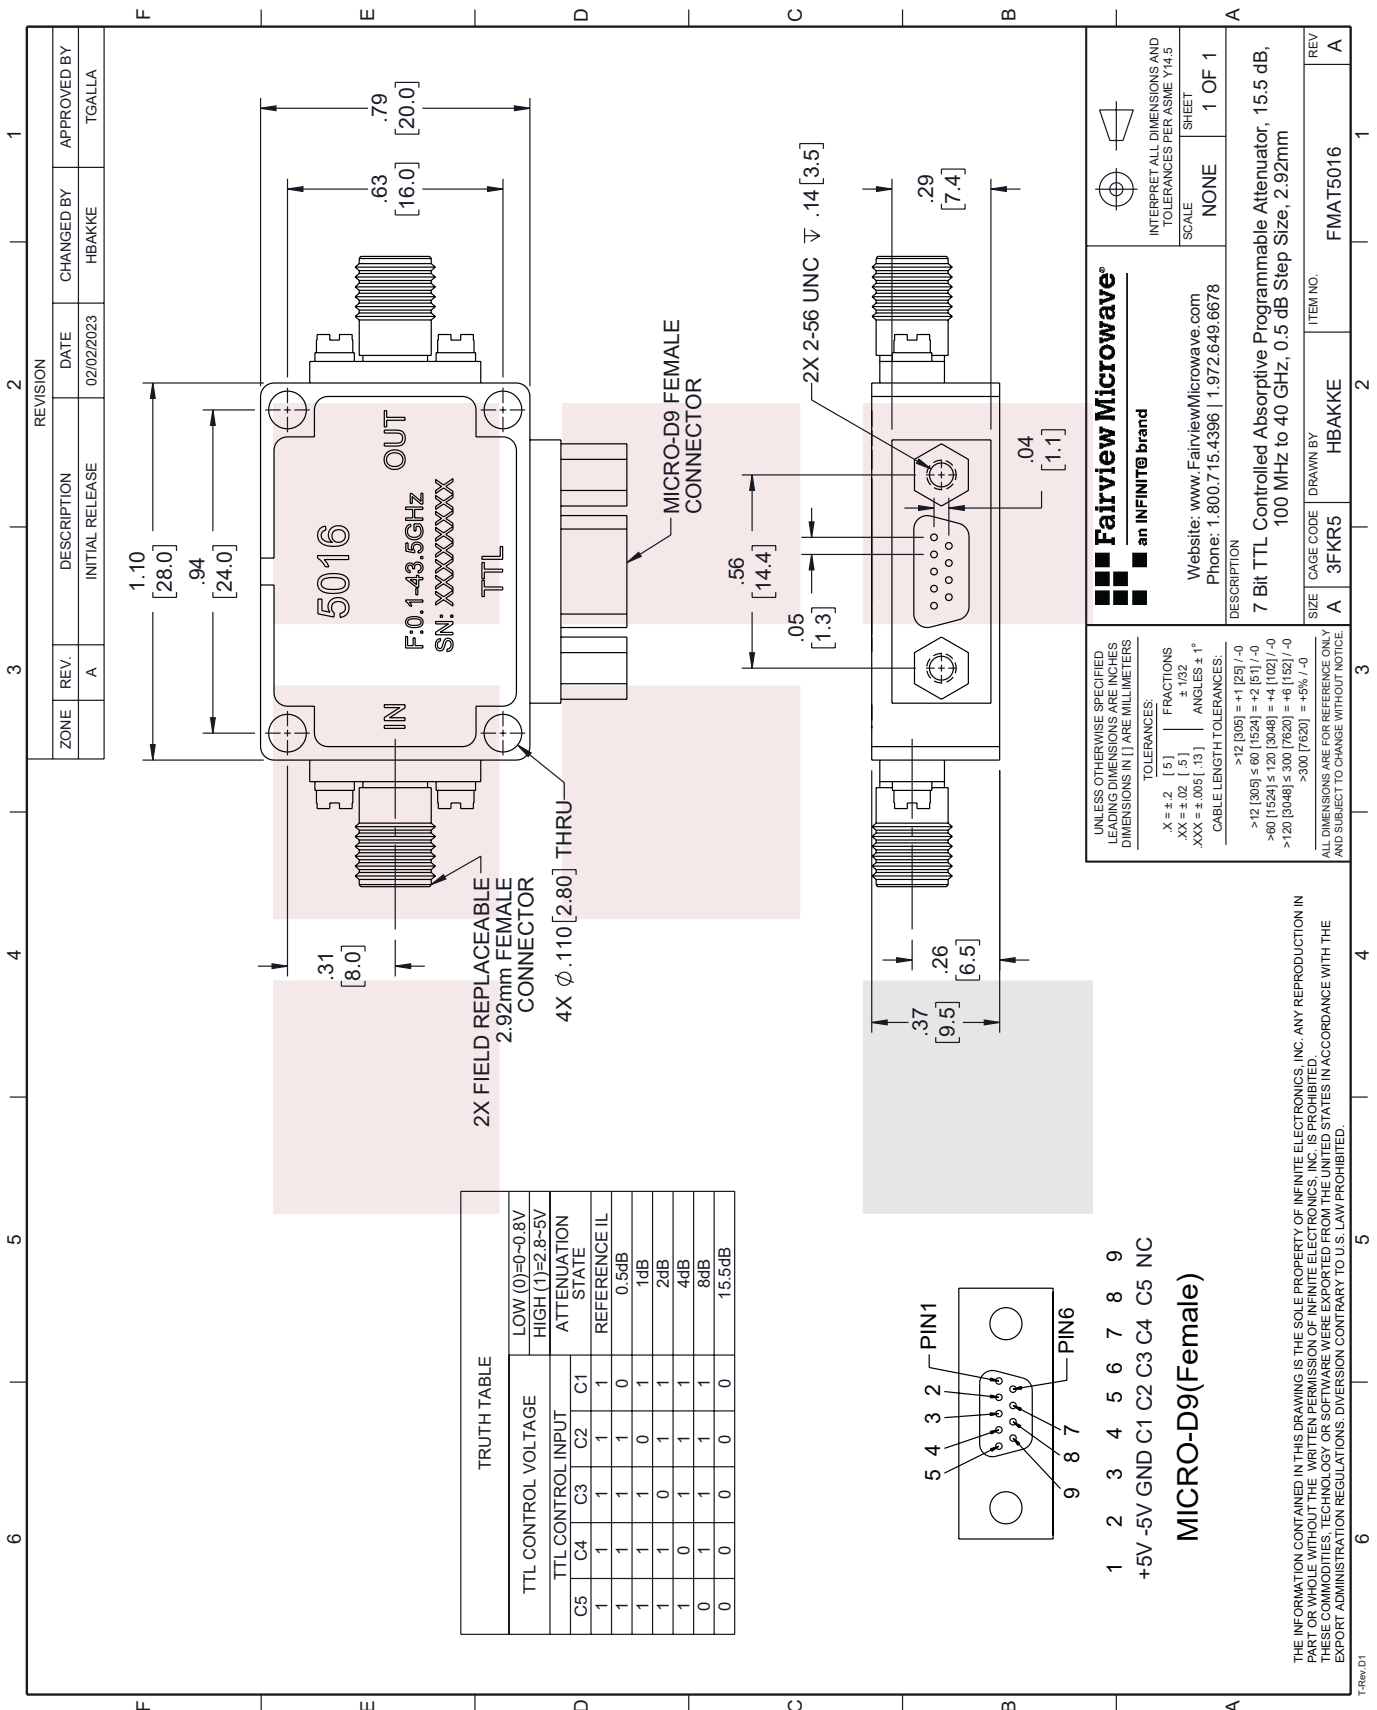 REVISION
ZONE REV. DESCRIPTION DATE CHANGED BY APPROVED BY
A INITIAL RELEASE 02/02/2023 HBAKKE TGALLA
6 5 4 3 2 1
F
E
D
C
B
A
1.10
[28.0]
.94
[24.0]
.79
[20.0]
.63
[16.0]
.31
[8.0]
5016
F:0.1-43.5GHz
SN: XXXXXXXX
IN
OUT
TTL
2X FIELD REPLACEABLE
2.92mm FEMALE
CONNECTOR
4X Ø.110[2.80] THRU
MICRO-D9 FEMALE
CONNECTOR
TRUTH TABLE
TTL CONTROL VOLTAGE
LOW (0)=0~0.8V
HIGH (1)=2.8~5V
TTL CONTROL INPUT
ATTENUATION
STATE
C5 C4 C3 C2 C1
1 1 1 1 1 REFERENCE IL
1 1 1 1 0 0.5dB
1 1 1 0 1 1dB
1 1 0 1 1 2dB
1 0 1 1 1 4dB
0 1 1 1 1 8dB
0 0 0 0 0 15.5dB
.56
[14.4]
.05
[1.3]
2X 2-56 UNC ↧ .14 [3.5]
.29
[7.4]
.04
[1.1]
.26
[6.5]
.37
[9.5]
5 4 3 2 PIN1
9 8 7 PIN6
1 2 3 4 5 6 7 8 9
+5V -5V GND C1 C2 C3 C4 C5 NC
MICRO-D9(Female)
THE INFORMATION CONTAINED IN THIS DRAWING IS THE SOLE PROPERTY OF INFINITE ELECTRONICS, INC. ANY REPRODUCTION IN
PART OR WHOLE WITHOUT THE WRITTEN PERMISSION OF INFINITE ELECTRONICS, INC. IS PROHIBITED.
THESE COMMODITIES, TECHNOLOGY OR SOFTWARE WERE EXPORTED FROM THE UNITED STATES IN ACCORDANCE WITH THE
EXPORT ADMINISTRATION REGULATIONS. DIVERSION CONTRARY TO U.S. LAW PROHIBITED.
UNLESS OTHERWISE SPECIFIED
LEADING DIMENSIONS ARE INCHES
DIMENSIONS IN [ ] ARE MILLIMETERS
TOLERANCES:
.X = ± .2 [ 5 ] FRACTIONS
.XX = ± .02 [ .5 ] ± 1/32
.XXX = ± .005 [ .13 ] ANGLES ± 1°
CABLE LENGTH TOLERANCES:
>12 [305] = +1 [25] / -0
>12 [305] ≤ 60 [1524] = +2 [51] / -0
>60 [1524] ≤ 120 [3048] = +4 [102] / -0
>120 [3048] ≤ 300 [7620] = +6 [152] / -0
>300 [7620] = +5% / -0
ALL DIMENSIONS ARE FOR REFERENCE ONLY
AND SUBJECT TO CHANGE WITHOUT NOTICE.
Fairview Microwave®
an INFINIT@ brand
Website: www.FairviewMicrowave.com
Phone: 1.800.715.4396 | 1.972.649.6678
INTERPRET ALL DIMENSIONS AND
TOLERANCES PER ASME Y14.5
SCALE
NONE
SHEET
1 OF 1
DESCRIPTION
7 Bit TTL Controlled Absorptive Programmable Attenuator, 15.5 dB,
100 MHz to 40 GHz, 0.5 dB Step Size, 2.92mm
SIZE
A
CAGE CODE
3FKR5
DRAWN BY
HBAKKE
ITEM NO.
FMAT5016
REV
A
F
E
D
C
B
A
6 5 4 3 2 1
T-Rev.D1